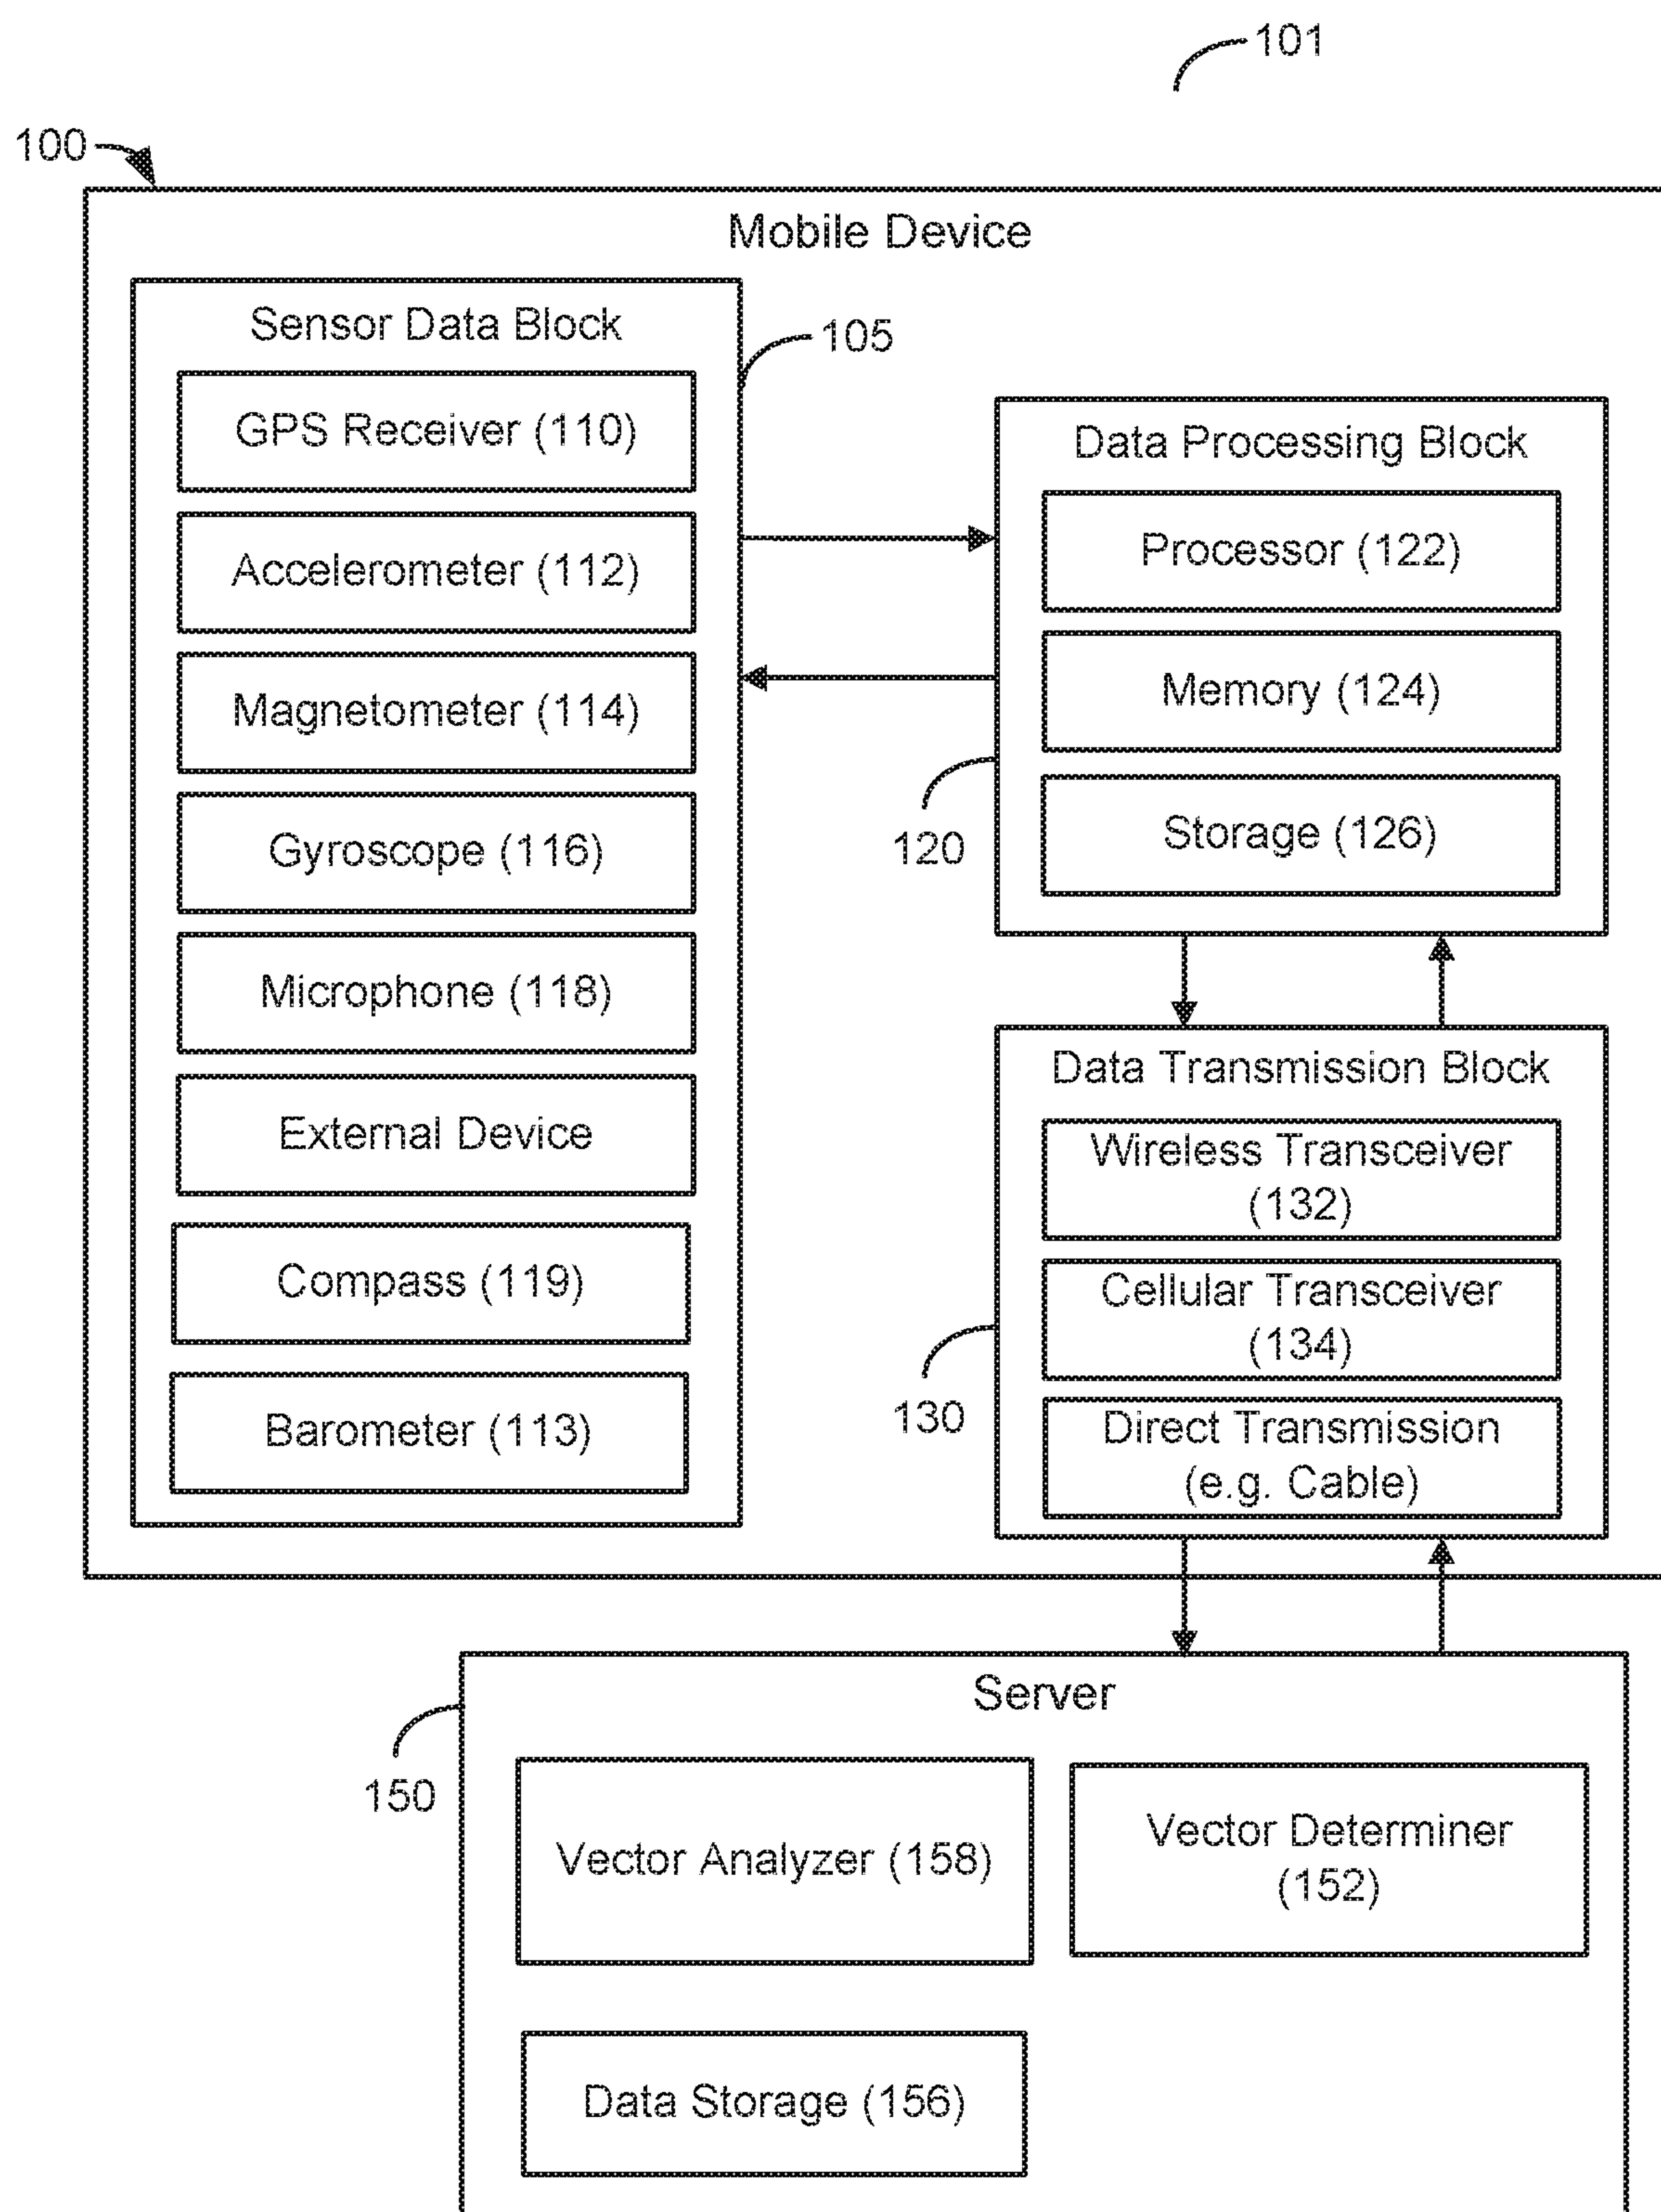 101
100
Mobile Device
Sensor Data Block
105
GPS Receiver (110)
Accelerometer (112)
Magnetometer (114)
Gyroscope (116)
Microphone (118)
External Device
Compass (119)
Barometer (113)
Data Processing Block
Processor (122)
Memory (124)
Storage (126)
120
Data Transmission Block
Wireless Transceiver
(132)
Cellular Transceiver
(134)
Direct Transmission
(e.g. Cable)
130
Server
150
Vector Analyzer (158)
Vector Determiner
(152)
Data Storage (156)